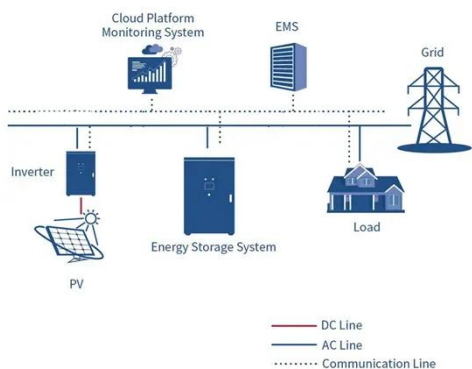 Cloud Platform
Monitoring System
EMS
Grid
Inverter
Energy Storage System
Load
PV
DC Line
AC Line
Communication Line